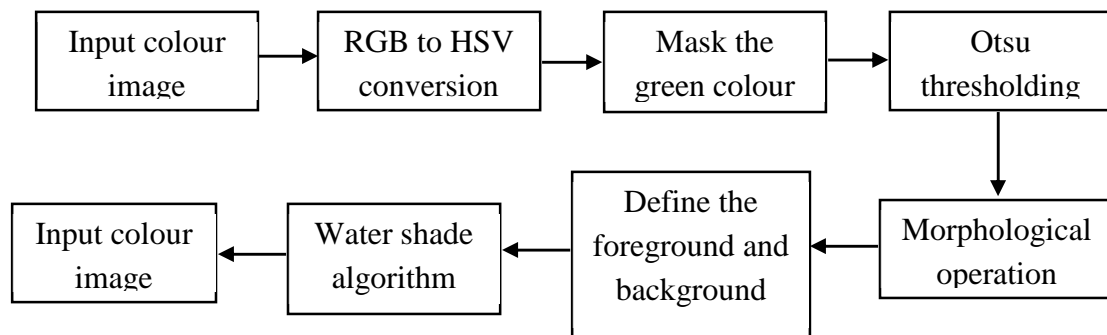 Input colour
image
RGB to HSV
conversion
Mask the
green colour
Otsu
thresholding
Morphological
operation
Define the
foreground and
background
Water shade
algorithm
Input colour
image